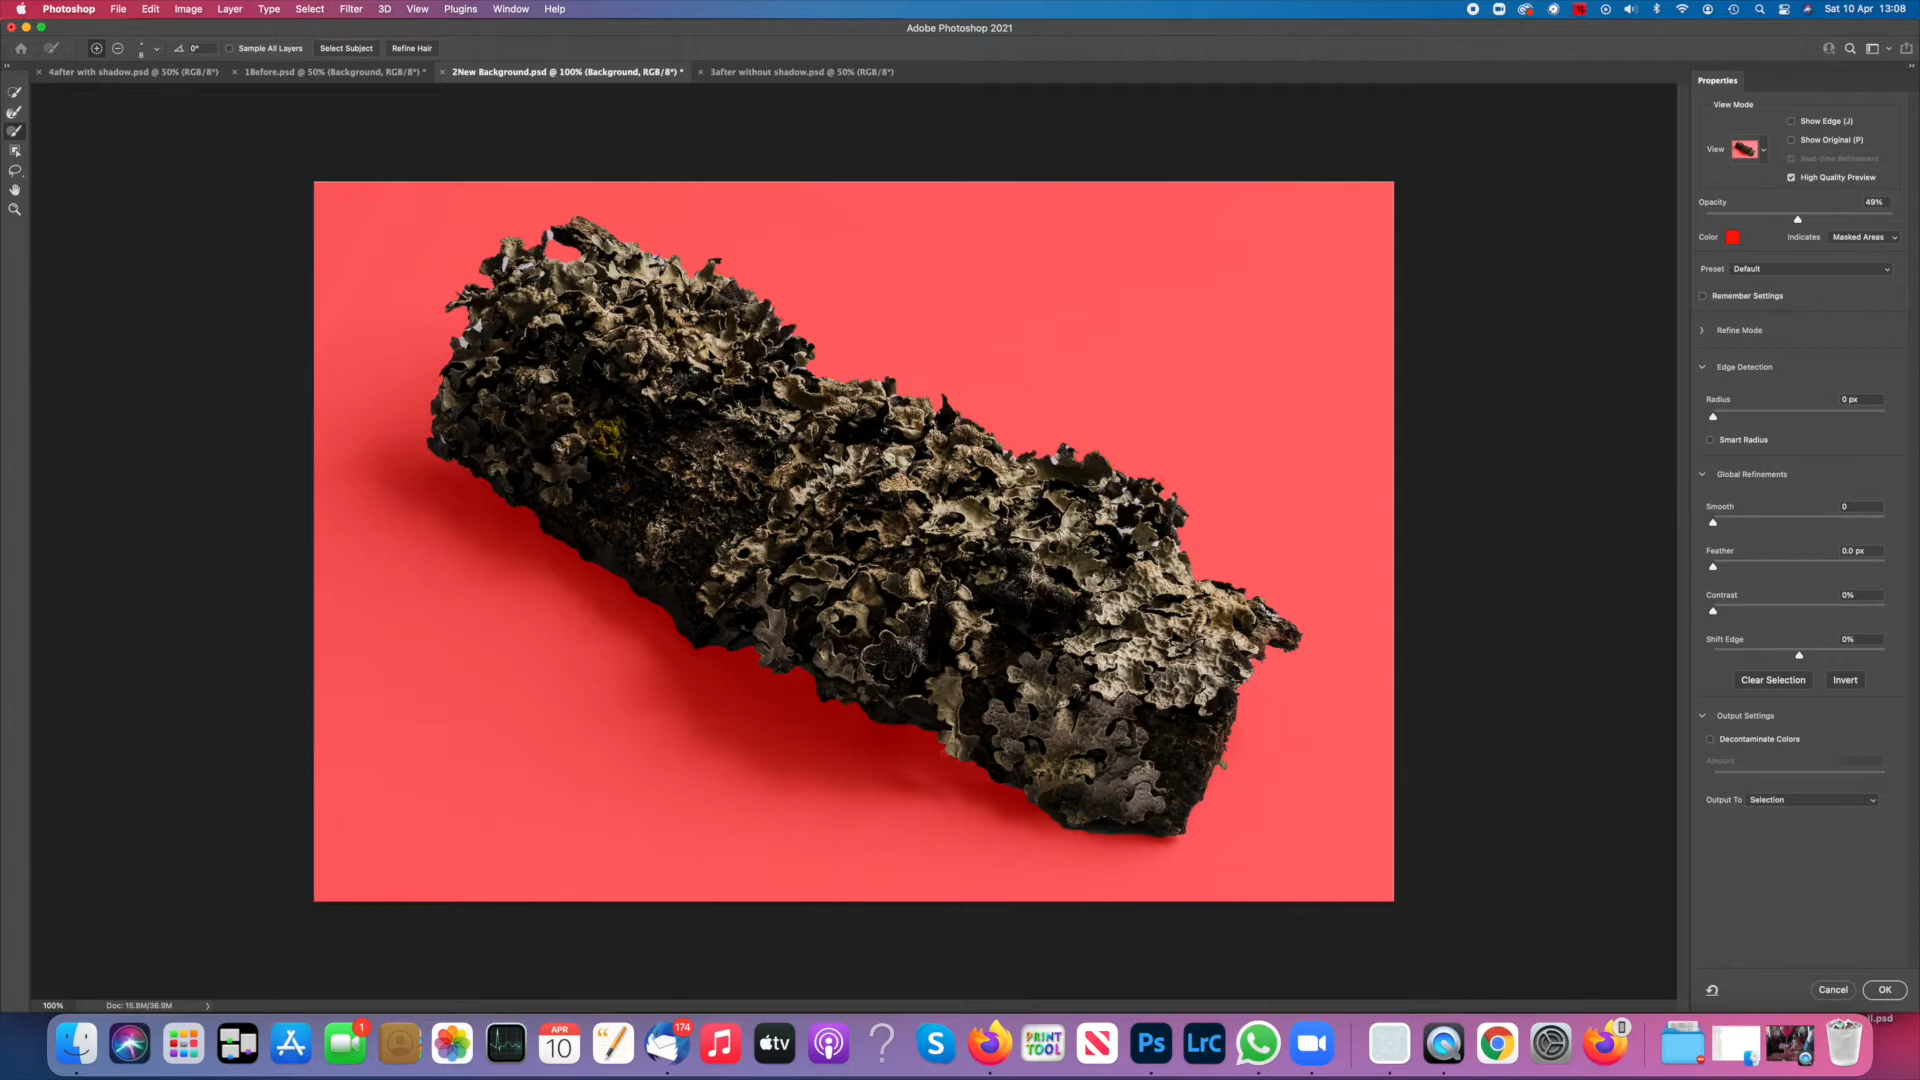 Photoshop File Edit Image Layer Type Select Filter 3D View Plugins Window Help Sat 10 Apr 13:08
Adobe Photoshop 2021
8 0° Sample All Layers Select Subject Refine Hair
4after with shadow.psd @ 50% (RGB/8*) 1Before.psd @ 50% (Background, RGB/8*) * 2New Background.psd @ 100% (Background, RGB/8*) * 3after without shadow.psd @ 50% (RGB/8*)
Properties
View Mode
Show Edge (J)
Show Original (P)
View
Real-time Refinement
High Quality Preview
Opacity 49%
Color Indicates Masked Areas
Preset Default
Remember Settings
Refine Mode
Edge Detection
Radius 0 px
Smart Radius
Global Refinements
Smooth 0
Feather 0.0 px
Contrast 0%
Shift Edge 0%
Clear Selection Invert
Output Settings
Decontaminate Colors
Amount
Output To Selection
Cancel OK
100% Doc: 15.8M/36.9M
ll.psd
1 APR 10 174 tv S PRINT TOOL Ps LrC